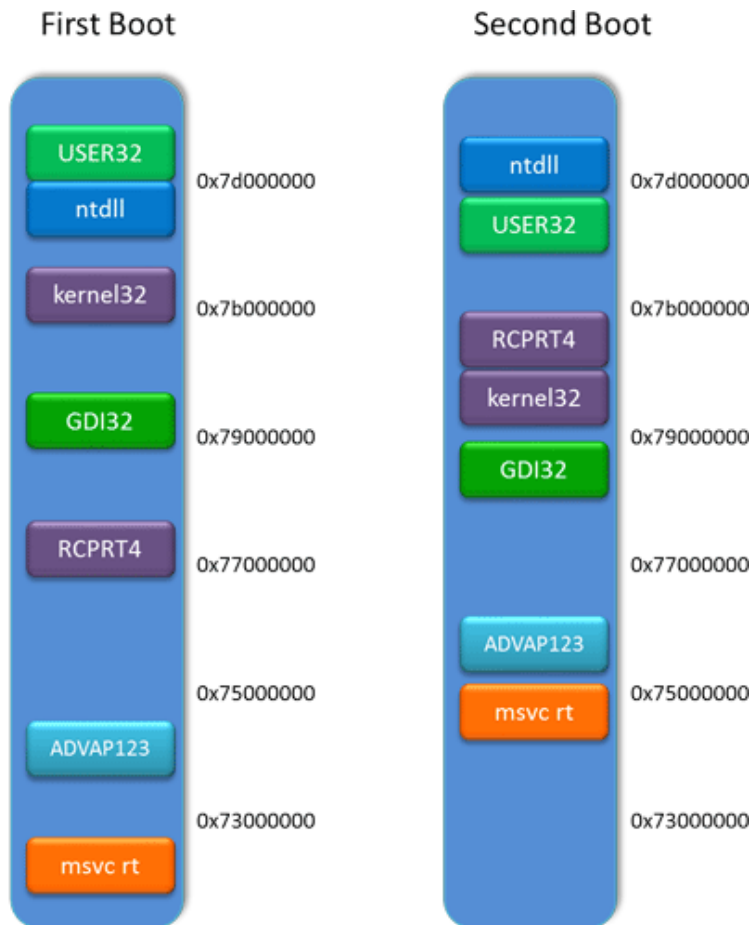 First Boot
USER32
0x7d000000
ntdll
kernel32
0x7b000000
GDI32
0x79000000
RCPRT4
0x77000000
0x75000000
ADVAP123
0x73000000
msvc rt
Second Boot
ntdll
0x7d000000
USER32
0x7b000000
RCPRT4
kernel32
0x79000000
GDI32
0x77000000
ADVAP123
0x75000000
msvc rt
0x73000000